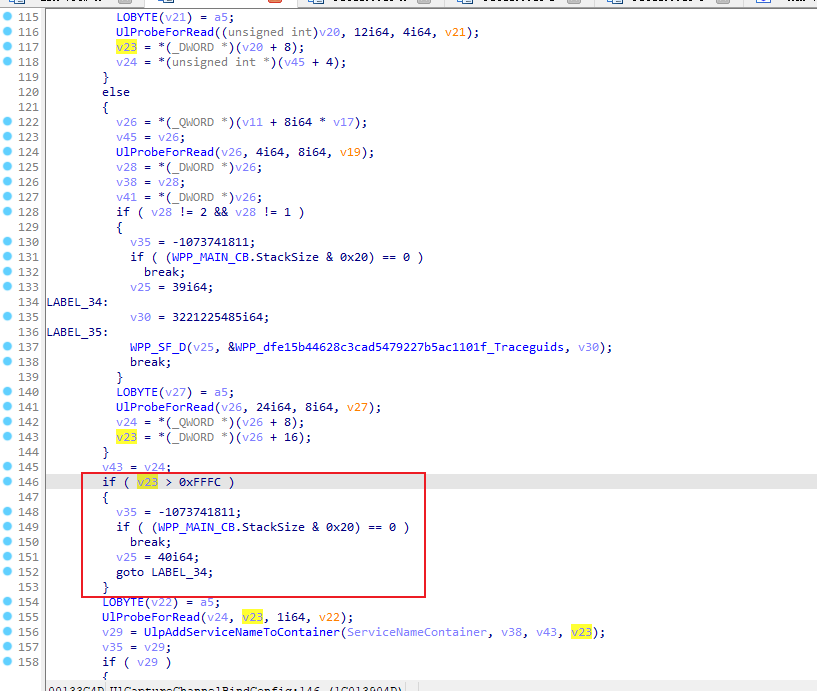 115 LOBYTE(v21) = a5;
116 UlProbeForRead((unsigned int)v20, 12i64, 4i64, v21);
117 v23 = *(_DWORD *)(v20 + 8);
118 v24 = *(unsigned int *)(v45 + 4);
119 }
120 else
121 {
122 v26 = *(_QWORD *)(v11 + 8i64 * v17);
123 v45 = v26;
124 UlProbeForRead(v26, 4i64, 8i64, v19);
125 v28 = *(_DWORD *)v26;
126 v38 = v28;
127 v41 = *(_DWORD *)v26;
128 if ( v28 != 2 && v28 != 1 )
129 {
130 v35 = -1073741811;
131 if ( (WPP_MAIN_CB.StackSize & 0x20) == 0 )
132 break;
133 v25 = 39i64;
134 LABEL_34:
135 v30 = 3221225485i64;
136 LABEL_35:
137 WPP_SF_D(v25, &WPP_dfe15b44628c3cad5479227b5ac1101f_Traceguids, v30);
138 break;
139 }
140 LOBYTE(v27) = a5;
141 UlProbeForRead(v26, 24i64, 8i64, v27);
142 v24 = *(_QWORD *)(v26 + 8);
143 v23 = *(_DWORD *)(v26 + 16);
144 }
145 v43 = v24;
146 if ( v23 > 0xFFFC )
147 {
148 v35 = -1073741811;
149 if ( (WPP_MAIN_CB.StackSize & 0x20) == 0 )
150 break;
151 v25 = 40i64;
152 goto LABEL_34;
153 }
154 LOBYTE(v22) = a5;
155 UlProbeForRead(v24, v23, 1i64, v22);
156 v29 = UlpAddServiceNameToContainer(ServiceNameContainer, v38, v43, v23);
157 v35 = v29;
158 if ( v29 )
{